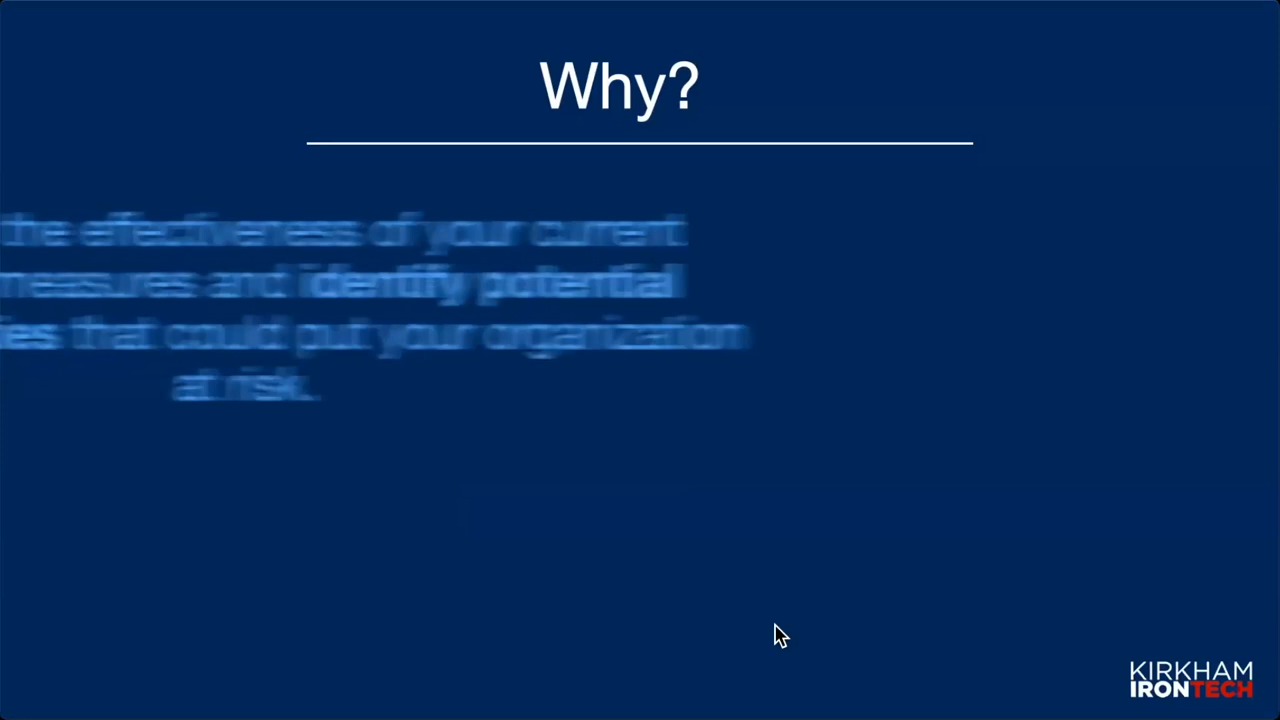 Why?
the effectiveness of your current
measures and identify potential
ies that could put your organization
at risk.
KIRKHAM
IRONTECH